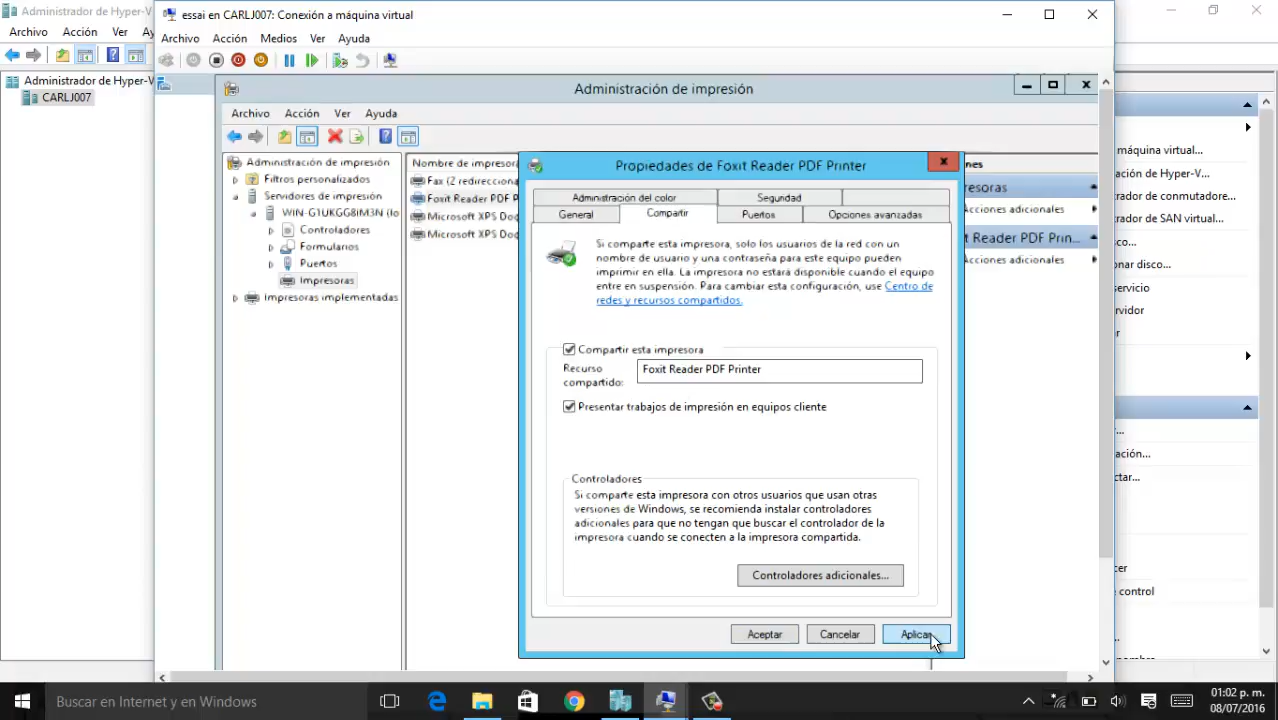 Administrador de Hyper-V
Archivo Acción Ver
Administrador de Hyper-V
CARLJ007
essai en CARLJ007: Conexión a máquina virtual
Archivo Acción Medios Ver Ayuda
Administración de impresión
Archivo Acción Ver Ayuda
Administración de impresión
Filtros personalizados
Servidores de impresión
WIN-G1UKGG8IM3N (lo
Controladores
Formularios
Puertos
Impresoras
Impresoras implementadas
Nombre de impresora
Fax (2 redirecciona
Foxit Reader PDF P
Microsoft XPS Doc
Microsoft XPS Doc
Propiedades de Foxit Reader PDF Printer
Administración del color Seguridad
General Compartir Puertos Opciones avanzadas
Si comparte esta impresora, solo los usuarios de la red con un
nombre de usuario y una contraseña para este equipo pueden
imprimir en ella. La impresora no estará disponible cuando el equipo
entre en suspensión. Para cambiar esta configuración, use Centro de
redes y recursos compartidos.
Compartir esta impresora
Recurso
compartido:
Foxit Reader PDF Printer
Presentar trabajos de impresión en equipos cliente
Controladores
Si comparte esta impresora con otros usuarios que usan otras
versiones de Windows, se recomienda instalar controladores
adicionales para que no tengan que buscar el controlador de la
impresora cuando se conecten a la impresora compartida.
Controladores adicionales...
Aceptar Cancelar Aplicar
nes
esoras
Acciones adicionales
t Reader PDF Prin...
Acciones adicionales
máquina virtual...
ación de Hyper-V...
trador de conmutadores...
rador de SAN virtual...
co...
onar disco...
servicio
rvidor
r
ación...
ctar...
cer
e control
Buscar en Internet y en Windows
01:02 p. m.
08/07/2016